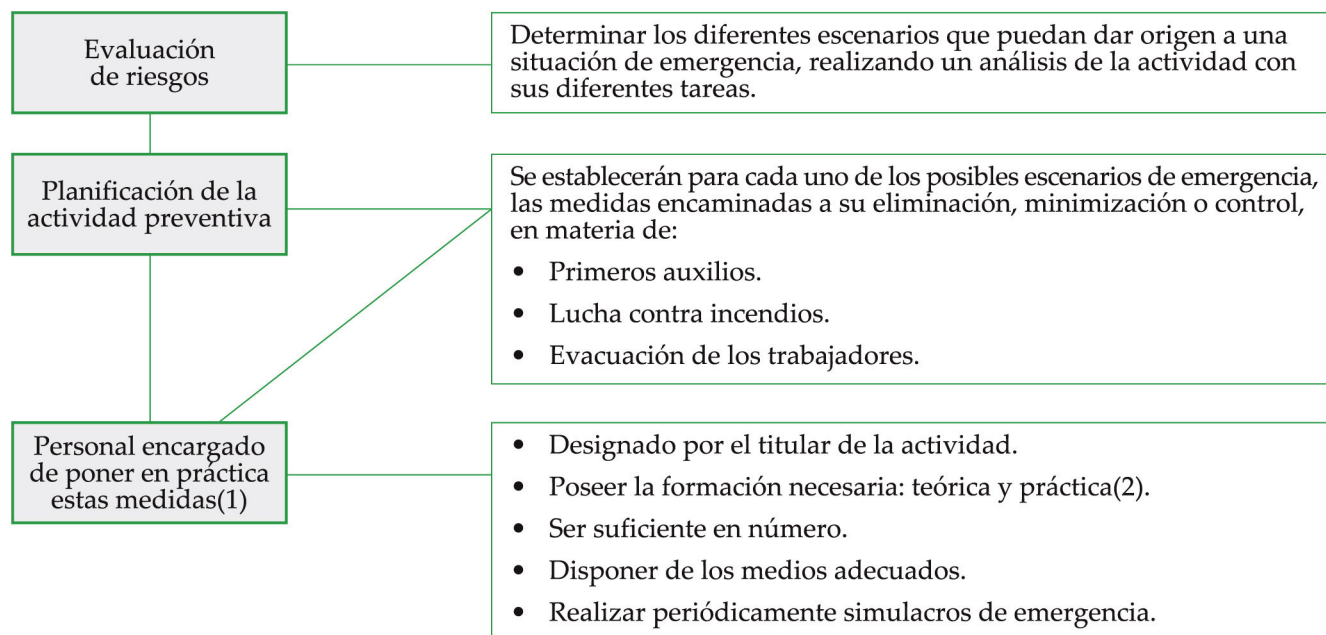 Evaluación
de riesgos
Determinar los diferentes escenarios que puedan dar origen a una
situación de emergencia, realizando un análisis de la actividad con
sus diferentes tareas.
Planificación de la
actividad preventiva
Se establecerán para cada uno de los posibles escenarios de emergencia,
las medidas encaminadas a su eliminación, minimización o control,
en materia de:
• Primeros auxilios.
• Lucha contra incendios.
• Evacuación de los trabajadores.
Personal encargado
de poner en práctica
estas medidas(1)
• Designado por el titular de la actividad.
• Poseer la formación necesaria: teórica y práctica(2).
• Ser suficiente en número.
• Disponer de los medios adecuados.
• Realizar periódicamente simulacros de emergencia.